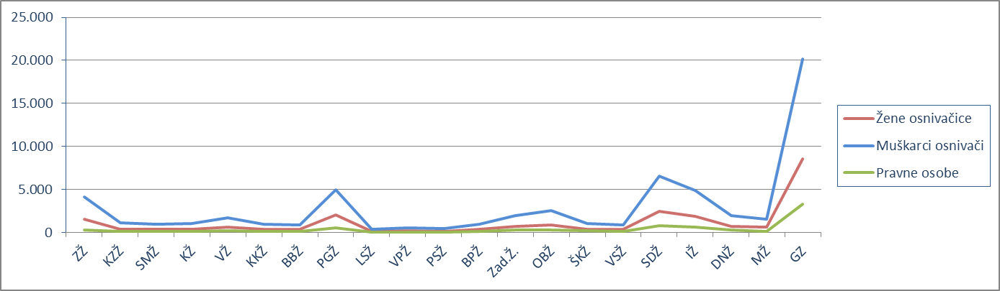 25.000
20.000
15.000
10.000
5.000
0
ZŽ
KZŽ
SMŽ
KŽ
VŽ
KKŽ
BBŽ
PGŽ
LSŽ
VPŽ
PSŽ
BPŽ
Zad.Ž.
OBŽ
ŠKŽ
VSŽ
SDŽ
IŽ
DNŽ
MŽ
GZ
Žene osnivačice
Muškarci osnivači
Pravne osobe